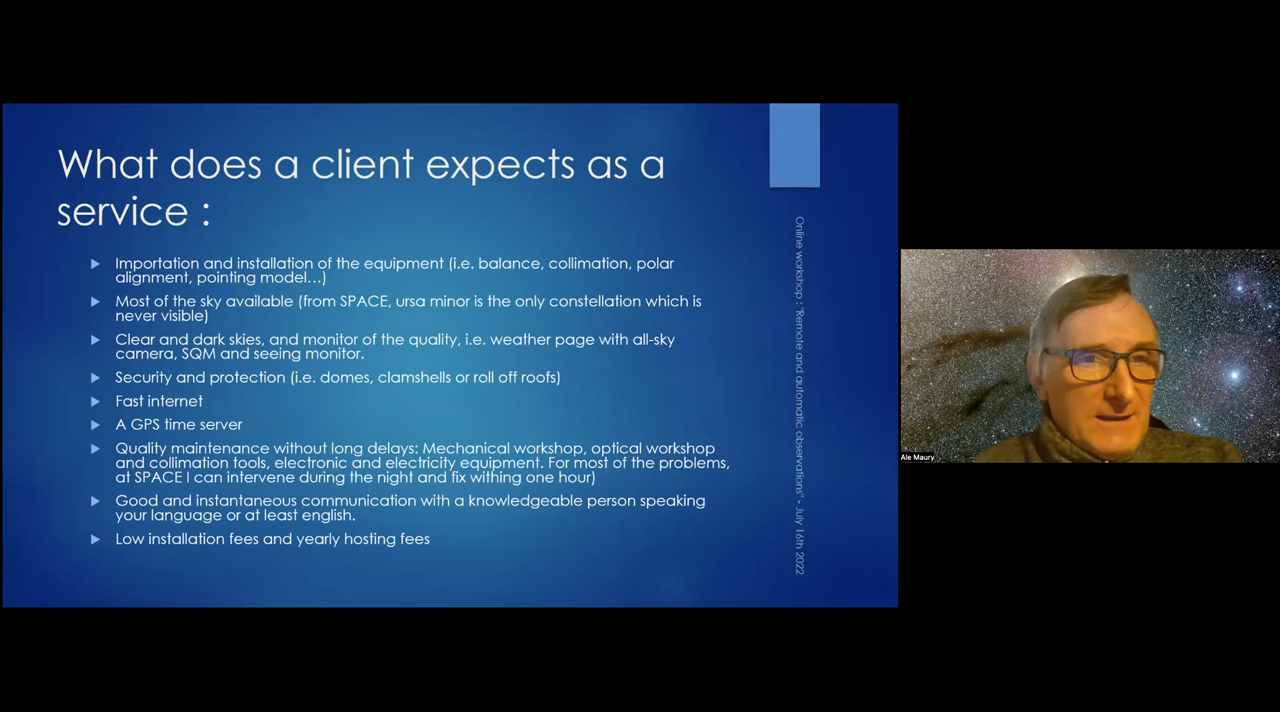 What does a client expects as a
service :
Importation and installation of the equipment (i.e. balance, collimation, polar
alignment, pointing model...)
Most of the sky available (from SPACE, ursa minor is the only constellation which is
never visible)
Clear and dark skies, and monitor of the quality, i.e. weather page with all-sky
camera, SQM and seeing monitor.
Security and protection (i.e. domes, clamshells or roll off roofs)
Fast internet
A GPS time server
Quality maintenance without long delays: Mechanical workshop, optical workshop
and collimation tools, electronic and electricity equipment. For most of the problems,
at SPACE I can intervene during the night and fix withing one hour)
Good and instantaneous communication with a knowledgeable person speaking
your language or at least english.
Low installation fees and yearly hosting fees
Online workshop : "Remote and automatic observations" - July 16th 2022
Ale Maury